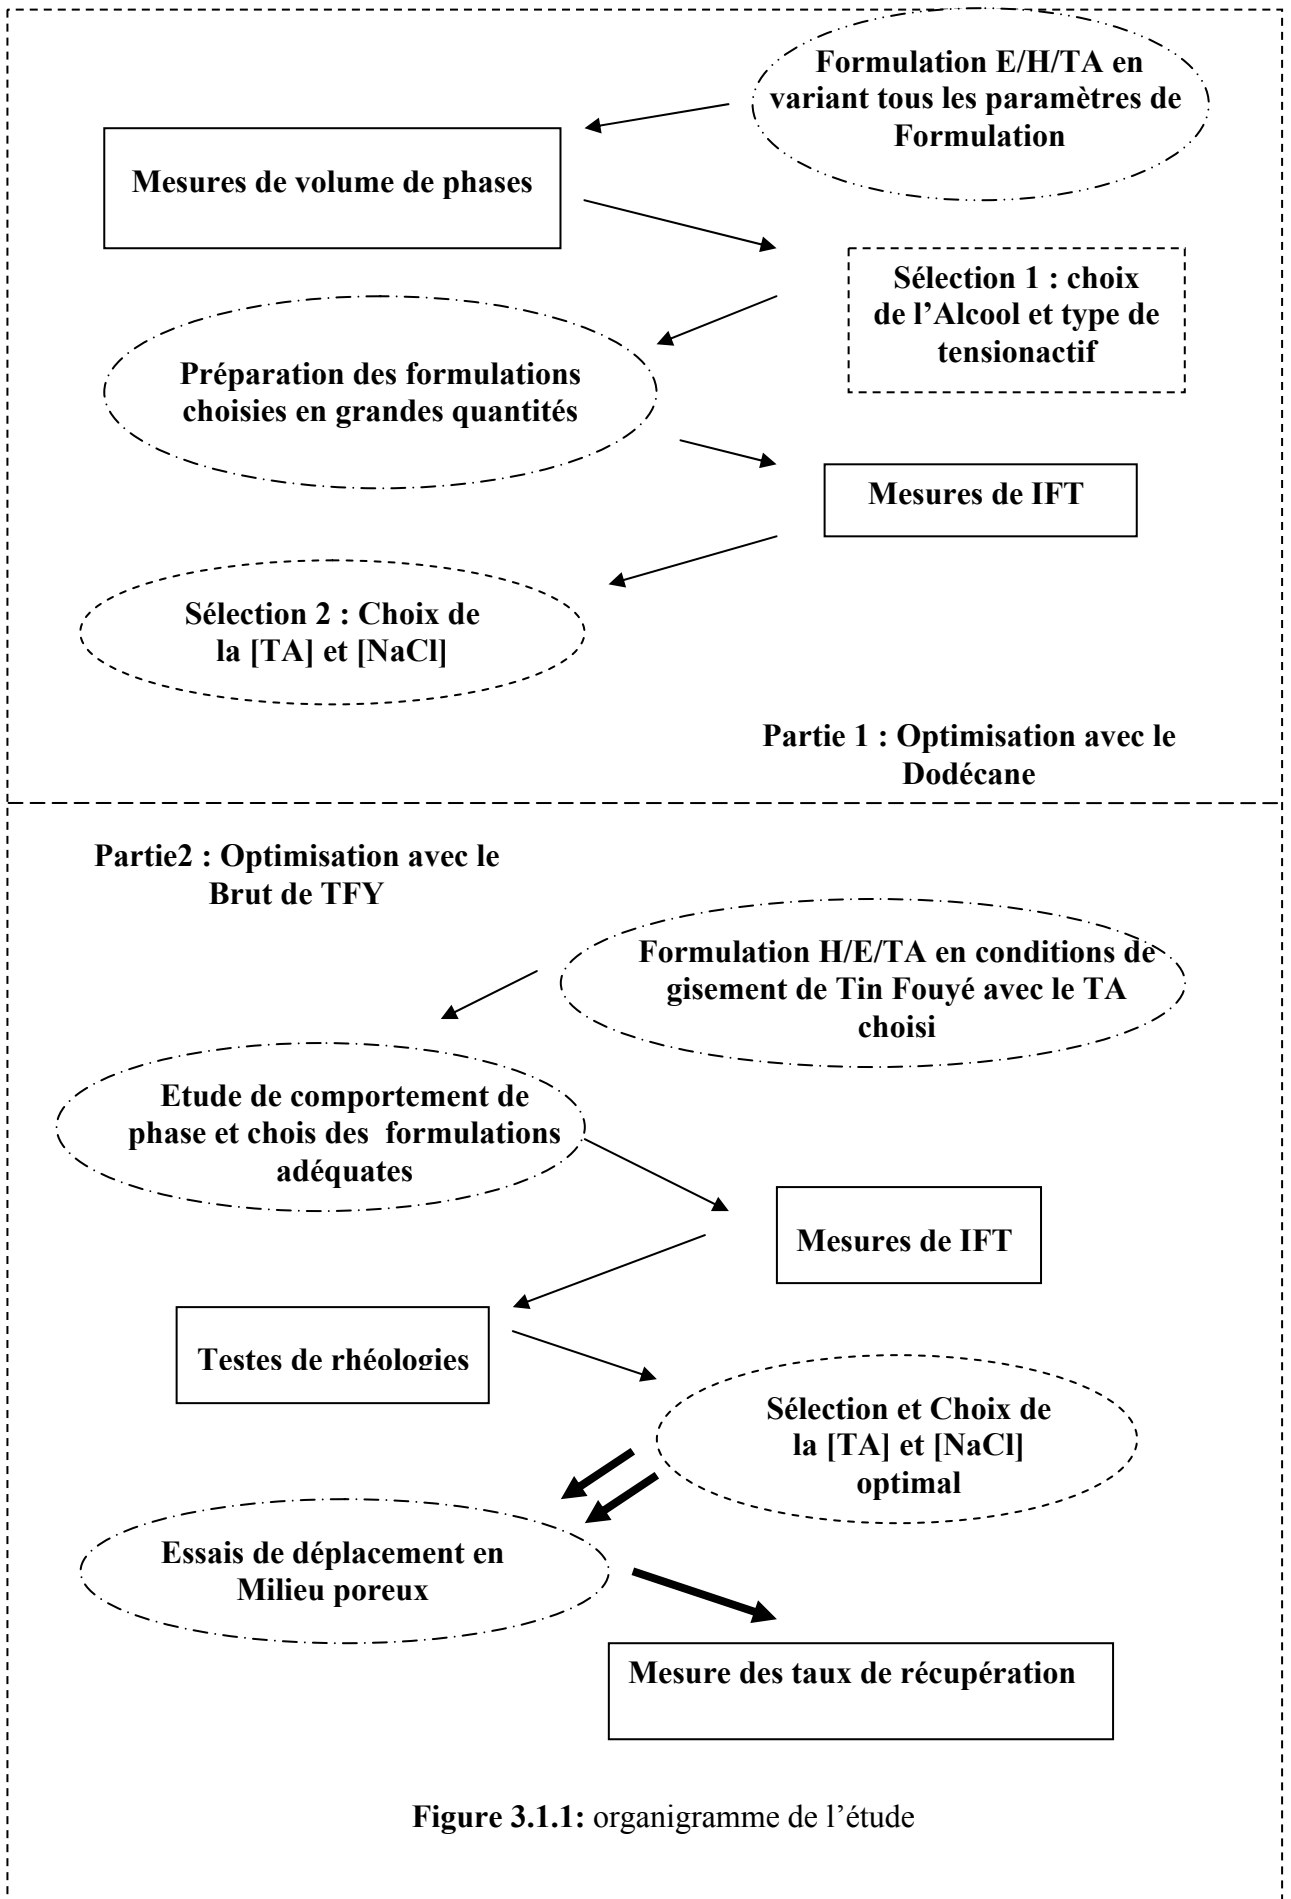 Formulation E/H/TA en
variant tous les paramètres de
Formulation
Mesures de volume de phases
Sélection 1 : choix
de l’Alcool et type de
tensionactif
Préparation des formulations
choisies en grandes quantités
Mesures de IFT
Sélection 2 : Choix de
la [TA] et [NaCl]
Partie 1 : Optimisation avec le
Dodécane
Partie2 : Optimisation avec le
Brut de TFY
Formulation H/E/TA en conditions de
gisement de Tin Fouyé avec le TA
choisi
Etude de comportement de
phase et chois des formulations
adéquates
Mesures de IFT
Testes de rhéologies
Sélection et Choix de
la [TA] et [NaCl]
optimal
Essais de déplacement en
Milieu poreux
Mesure des taux de récupération
Figure 3.1.1: organigramme de l’étude